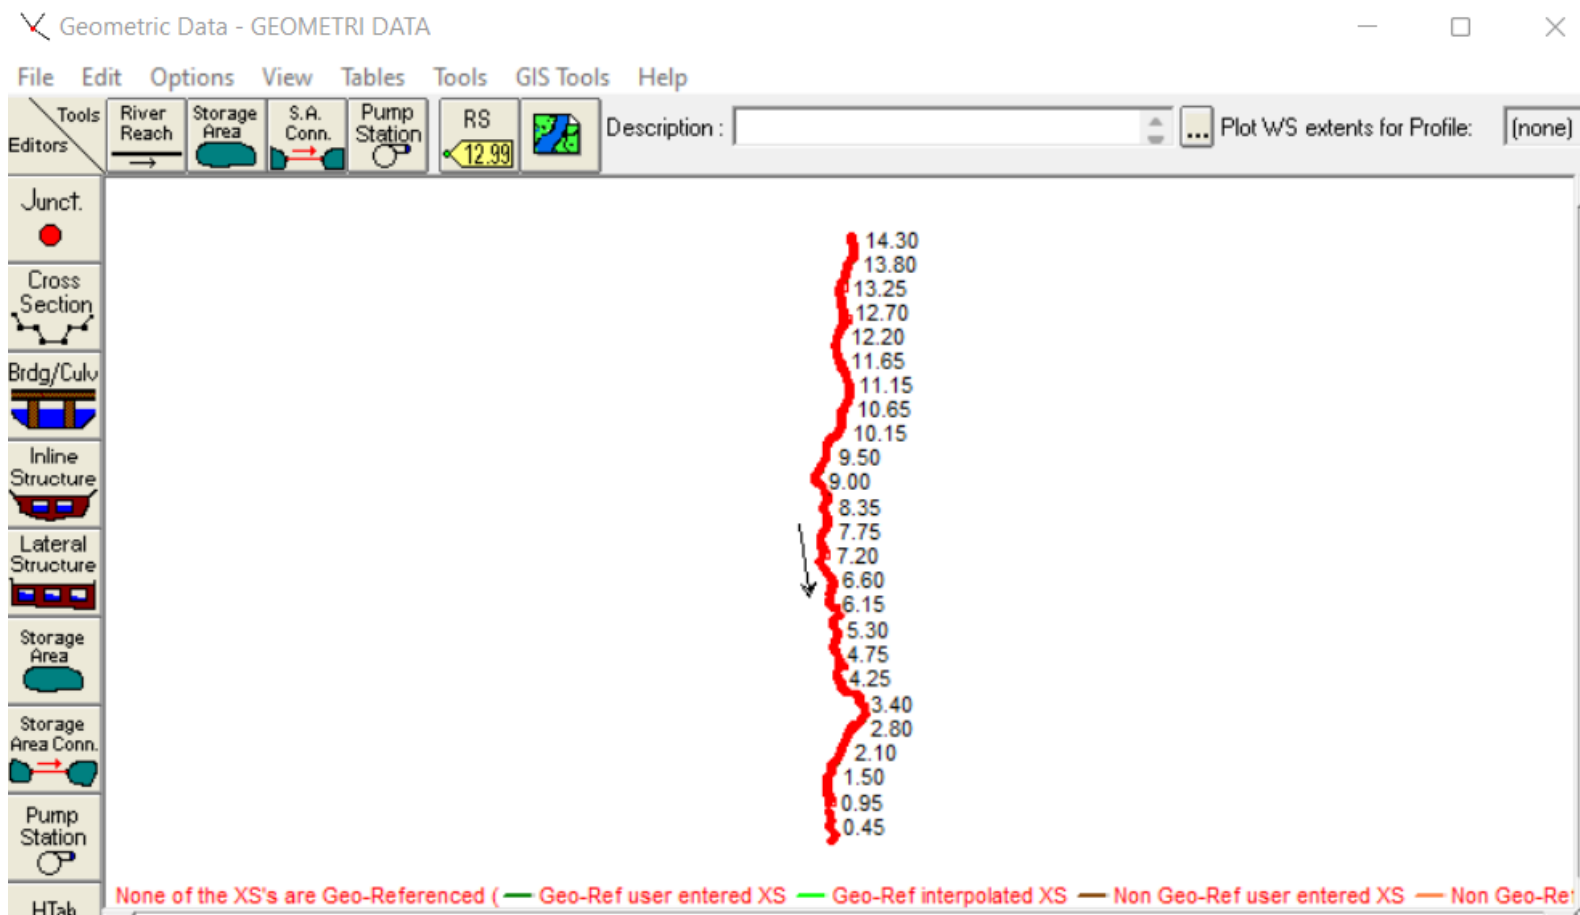 Geometric Data - GEOMETRI DATA
File Edit Options View Tables Tools GIS Tools Help
Tools
Editors
River
Reach
Storage
Area
S.A.
Conn.
Pump
Station
RS
12.99
Description :
...
Plot WS extents for Profile:
(none)
Junct.
Cross
Section
Brdg/Culv
Inline
Structure
Lateral
Structure
Storage
Area
Storage
Area Conn.
Pump
Station
HTab
14.30
13.80
13.25
12.70
12.20
11.65
11.15
10.65
10.15
9.50
9.00
8.35
7.75
7.20
6.60
6.15
5.30
4.75
4.25
3.40
2.80
2.10
1.50
0.95
0.45
None of the XS's are Geo-Referenced ( Geo-Ref user entered XS Geo-Ref interpolated XS Non Geo-Ref user entered XS Non Geo-Ref